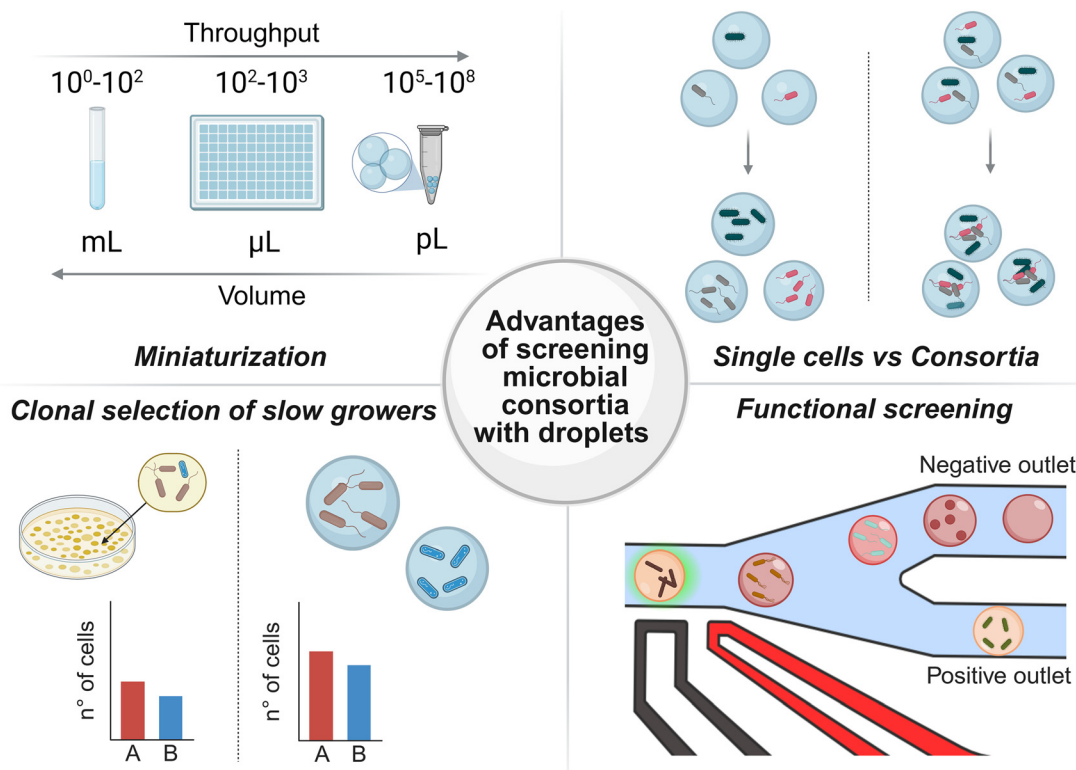 Throughput
10⁰-10² 10²-10³ 10⁵-10⁸
mL µL pL
Volume
Miniaturization
Single cells vs Consortia
Advantages
of screening
microbial
consortia
with droplets
Clonal selection of slow growers
n° of cells
A B
n° of cells
A B
Functional screening
Negative outlet
Positive outlet